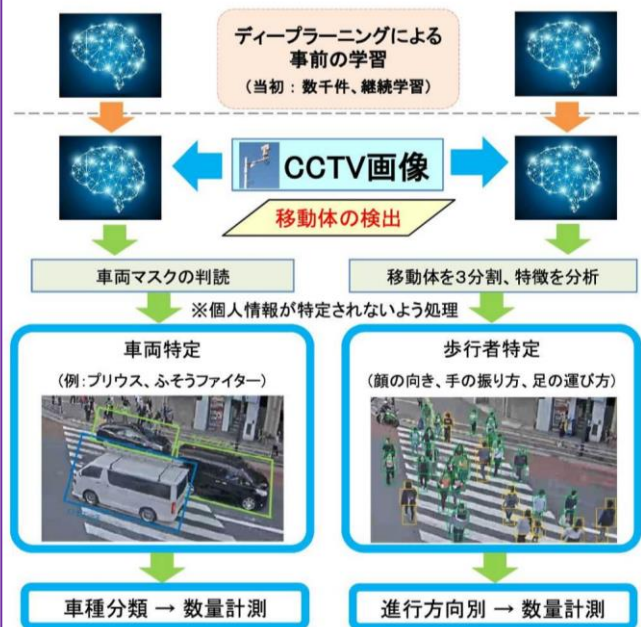 ディープラーニングによる
事前の学習
（当初：数千件、継続学習）
CCTV画像
移動体の検出
車両マスクの判読
移動体を３分割、特徴を分析
※個人情報が特定されないよう処理
車両特定
（例：プリウス、ふそうファイター）
歩行者特定
（顔の向き、手の振り方、足の運び方）
車種分類 → 数量計測
進行方向別 → 数量計測